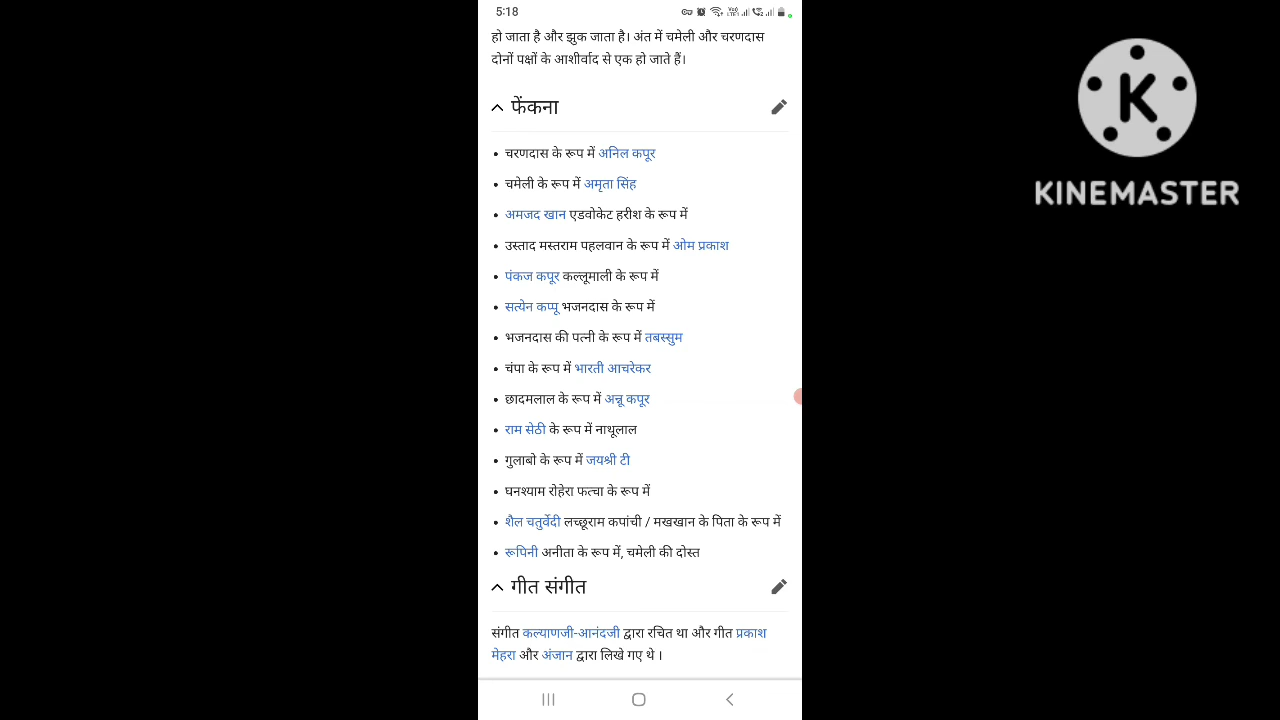 5:18
हो जाता है और झुक जाता है। अंत में चमेली और चरणदास
दोनों पक्षों के आशीर्वाद से एक हो जाते हैं।
फेंकना
चरणदास के रूप में अनिल कपूर
चमेली के रूप में अमृता सिंह
अमजद खान एडवोकेट हरीश के रूप में
उस्ताद मस्तराम पहलवान के रूप में ओम प्रकाश
पंकज कपूर कल्लूमाली के रूप में
सत्येन कप्पू भजनदास के रूप में
भजनदास की पत्नी के रूप में तबस्सुम
चंपा के रूप में भारती आचरेकर
छादमलाल के रूप में अन्नू कपूर
राम सेठी के रूप में नाथूलाल
गुलाबो के रूप में जयश्री टी
घनश्याम रोहेरा फत्चा के रूप में
शैल चतुर्वेदी लच्छूराम कपांची / मखखान के पिता के रूप में
रूपिनी अनीता के रूप में, चमेली की दोस्त
गीत संगीत
संगीत कल्याणजी-आनंदजी द्वारा रचित था और गीत प्रकाश
मेहरा और अंजान द्वारा लिखे गए थे ।
K
KINEMASTER